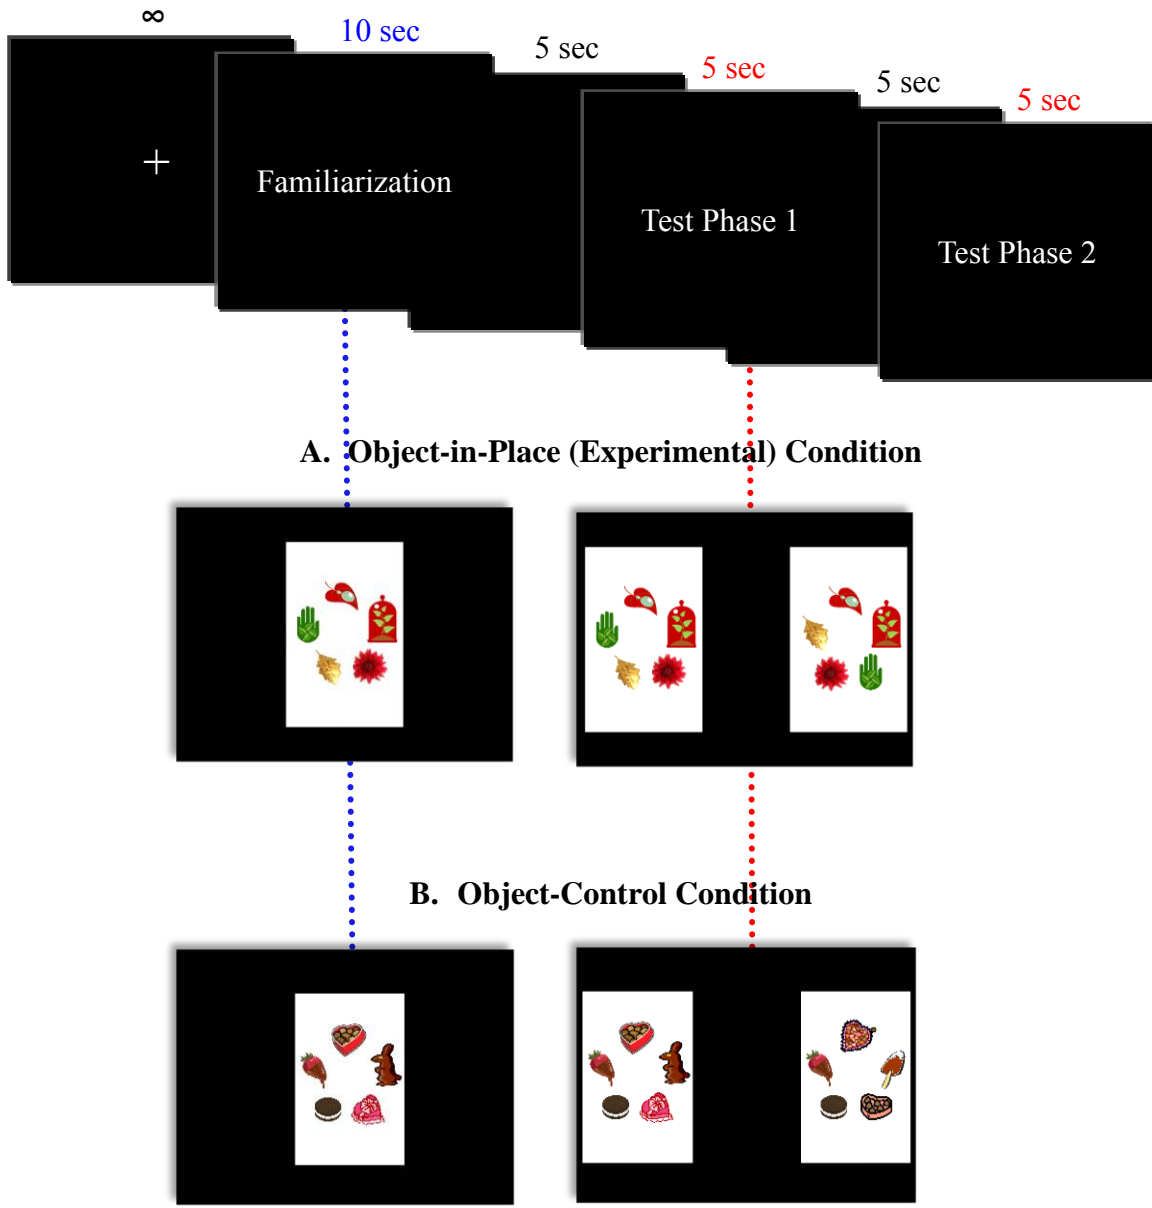 ∞
10 sec
5 sec
5 sec
5 sec
5 sec
+
Familiarization
Test Phase 1
Test Phase 2
A. Object-in-Place (Experimental) Condition
B. Object-Control Condition